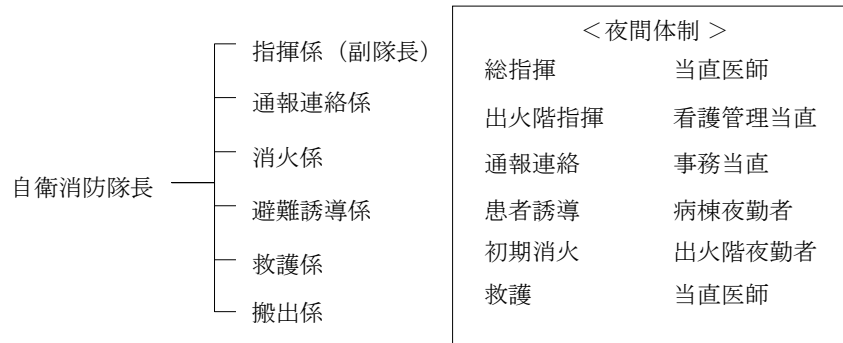 自衛消防隊長
指揮係（副隊長）
通報連絡係
消火係
避難誘導係
救護係
搬出係
＜夜間体制＞
総指揮 当直医師
出火階指揮 看護管理当直
通報連絡 事務当直
患者誘導 病棟夜勤者
初期消火 出火階夜勤者
救護 当直医師